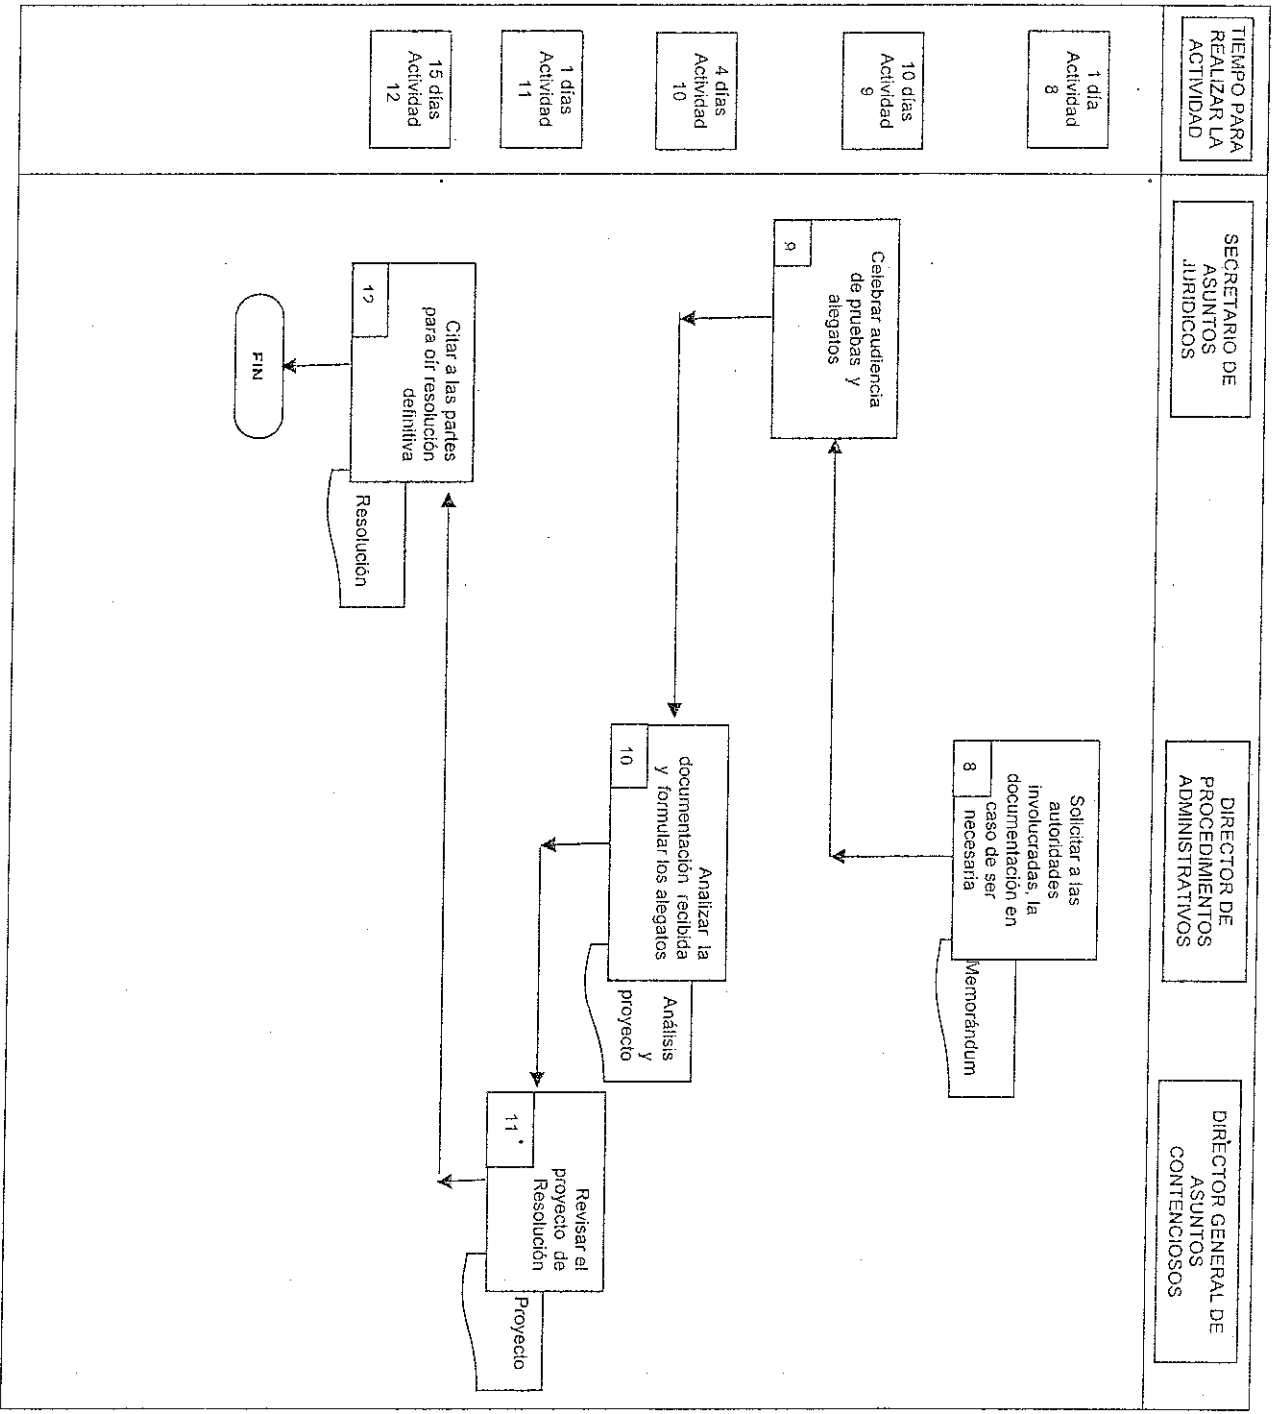 TIEMPO PARA
REALIZAR LA
ACTIVIDAD
SECRETARIO DE
ASUNTOS
JURIDICOS
DIRECTOR DE
PROCEDIMIENTOS
ADMINISTRATIVOS
DIRECTOR GENERAL DE
ASUNTOS
CONTENCIOSOS
1 día
Actividad
8
Solicitar a las
autoridades
involucradas, la
documentación en
caso de ser
necesaria
8
Memorándum
10 días
Actividad
9
Celebrar audiencia
de pruebas y
alegatos
9
4 días
Actividad
10
Analizar la
documentación recibida
y formular los alegatos
10
Análisis
y
proyecto
1 días
Actividad
11
Revisar el
proyecto de
Resolución
11
Proyecto
15 días
Actividad
12
Citar a las partes
para oír resolución
definitiva
12
Resolución
FIN